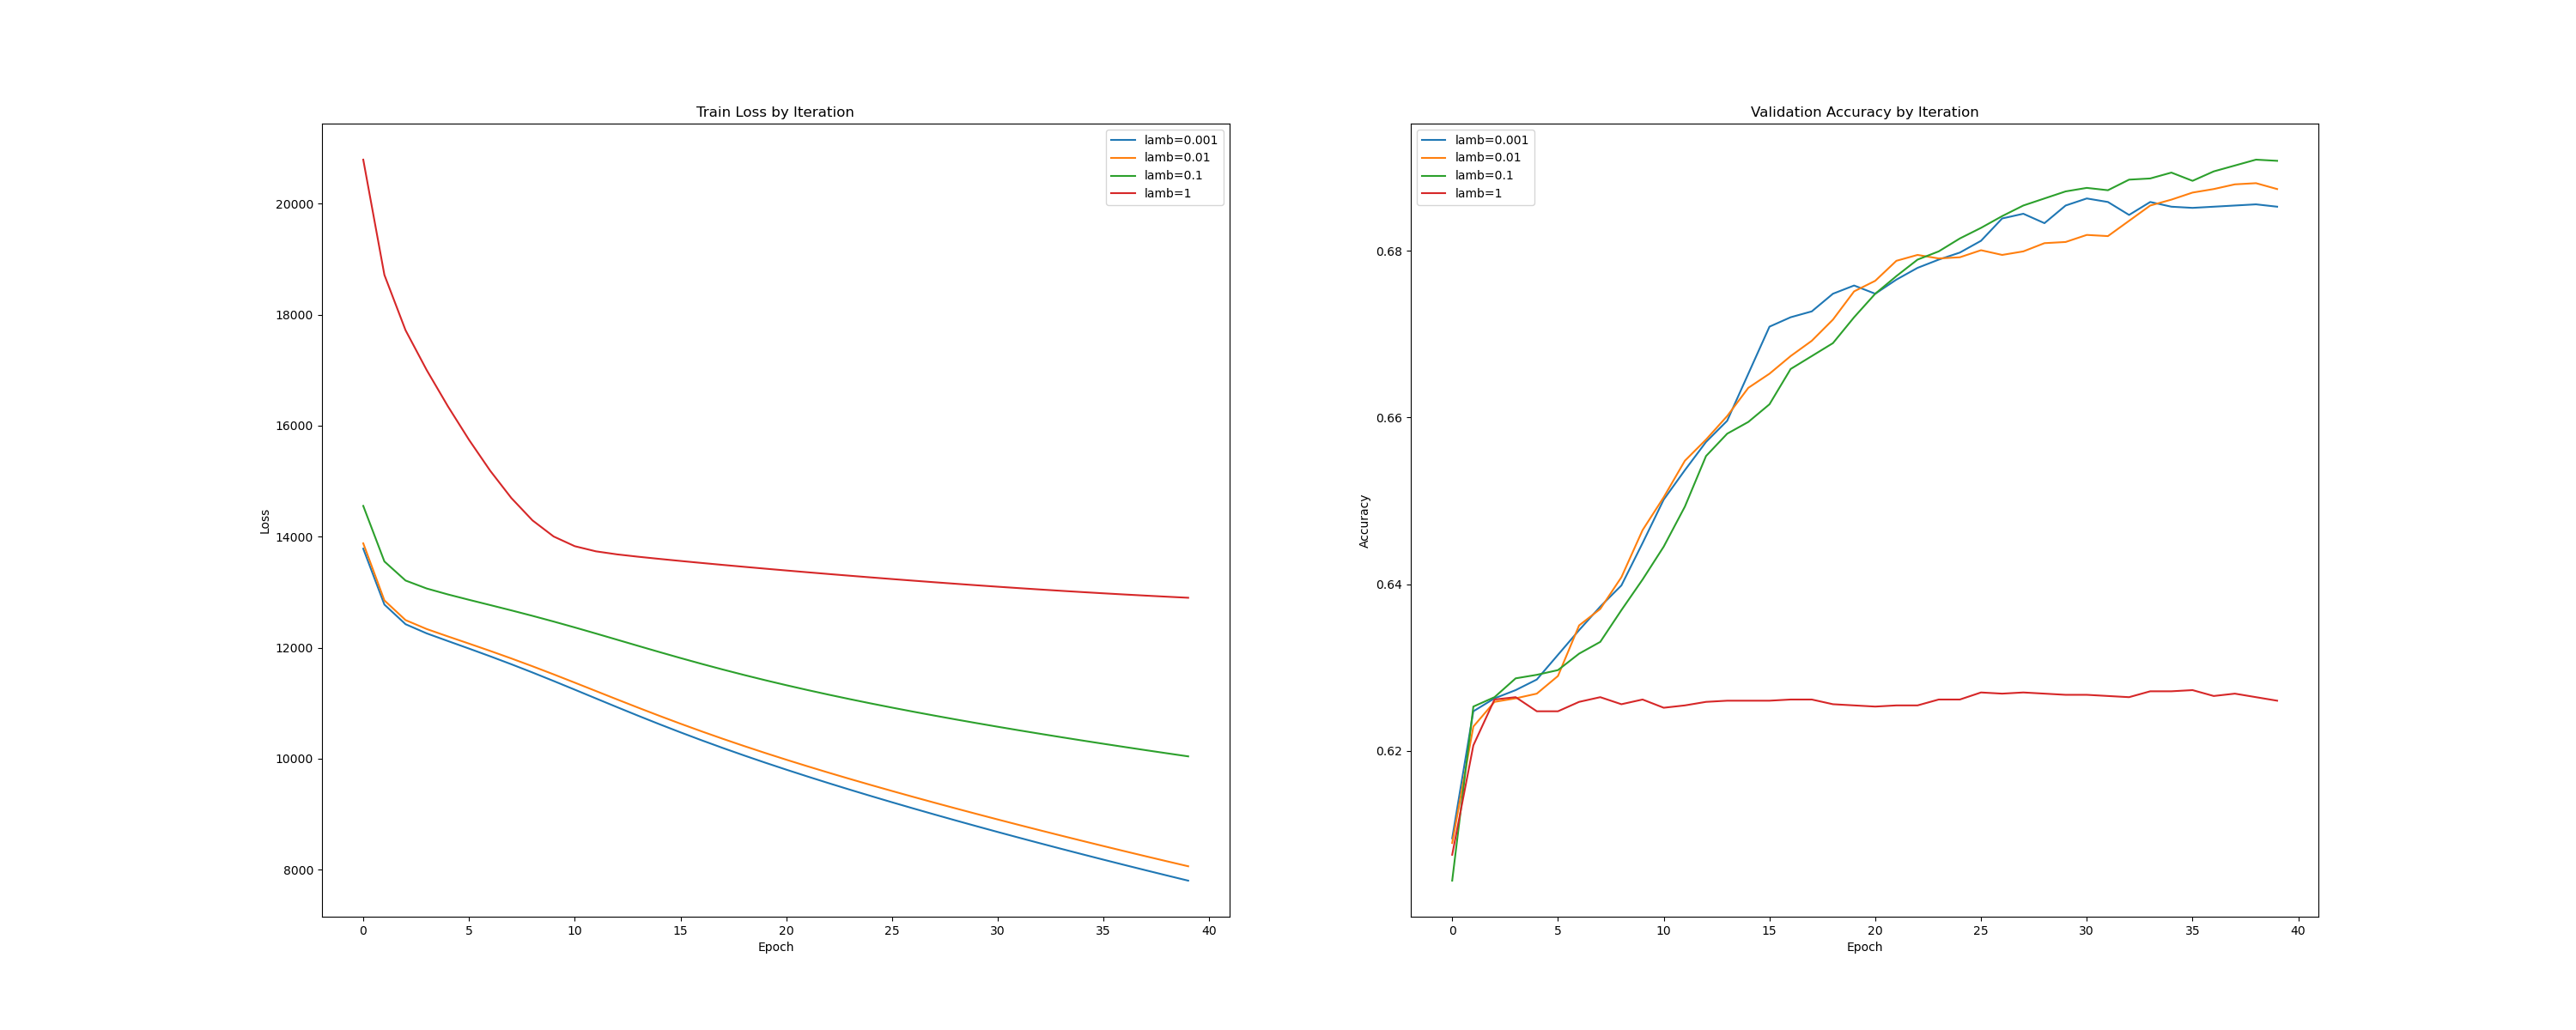 Train Loss by Iteration
lamb=0.001
lamb=0.01
lamb=0.1
lamb=1
20000
18000
16000
14000
12000
10000
8000
Loss
0 5 10 15 20 25 30 35 40
Epoch
Validation Accuracy by Iteration
lamb=0.001
lamb=0.01
lamb=0.1
lamb=1
0.68
0.66
0.64
0.62
Accuracy
0 5 10 15 20 25 30 35 40
Epoch